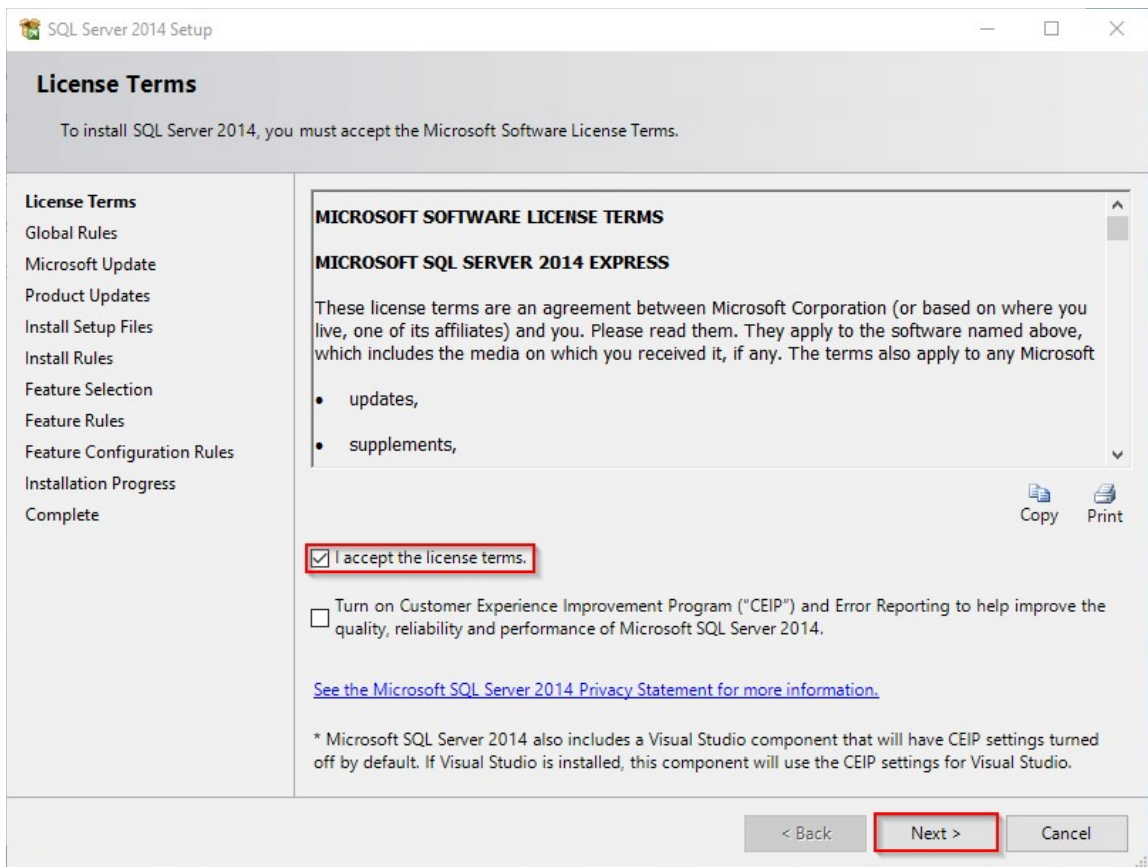 SQL Server 2014 Setup
License Terms
To install SQL Server 2014, you must accept the Microsoft Software License Terms.
License Terms
Global Rules
Microsoft Update
Product Updates
Install Setup Files
Install Rules
Feature Selection
Feature Rules
Feature Configuration Rules
Installation Progress
Complete
MICROSOFT SOFTWARE LICENSE TERMS
MICROSOFT SQL SERVER 2014 EXPRESS
These license terms are an agreement between Microsoft Corporation (or based on where you
live, one of its affiliates) and you. Please read them. They apply to the software named above,
which includes the media on which you received it, if any. The terms also apply to any Microsoft
• updates,
• supplements,
Copy Print
I accept the license terms.
Turn on Customer Experience Improvement Program ("CEIP") and Error Reporting to help improve the
quality, reliability and performance of Microsoft SQL Server 2014.
See the Microsoft SQL Server 2014 Privacy Statement for more information.
* Microsoft SQL Server 2014 also includes a Visual Studio component that will have CEIP settings turned
off by default. If Visual Studio is installed, this component will use the CEIP settings for Visual Studio.
< Back Next > Cancel